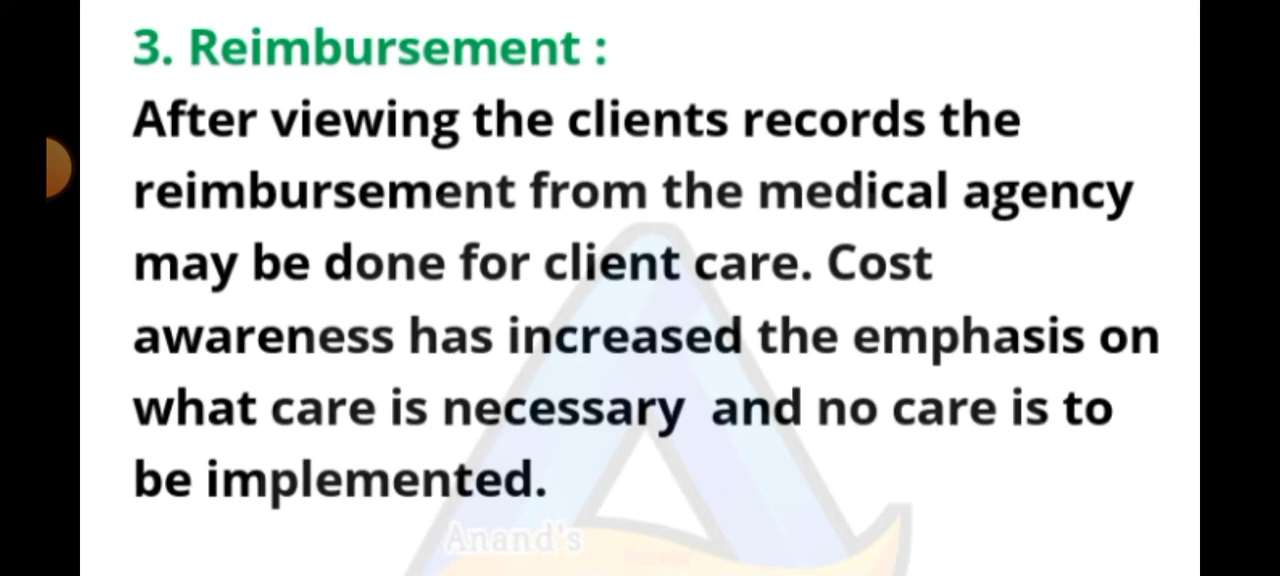 3. Reimbursement :
After viewing the clients records the
reimbursement from the medical agency
may be done for client care. Cost
awareness has increased the emphasis on
what care is necessary  and no care is to
be implemented.
Anand's